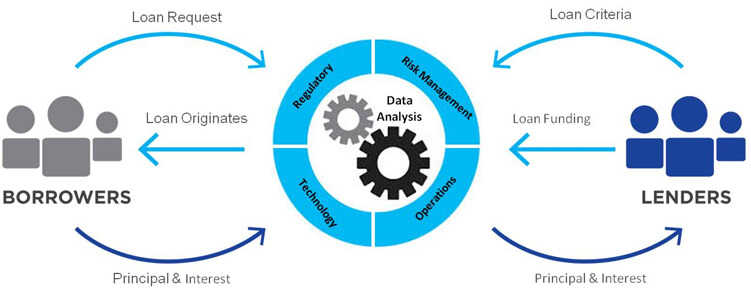 Loan Request
Loan Criteria
Regulatory
Risk Management
Data
Analysis
Loan Originates
Loan Funding
BORROWERS
LENDERS
Technology
Operations
Principal & Interest
Principal & Interest